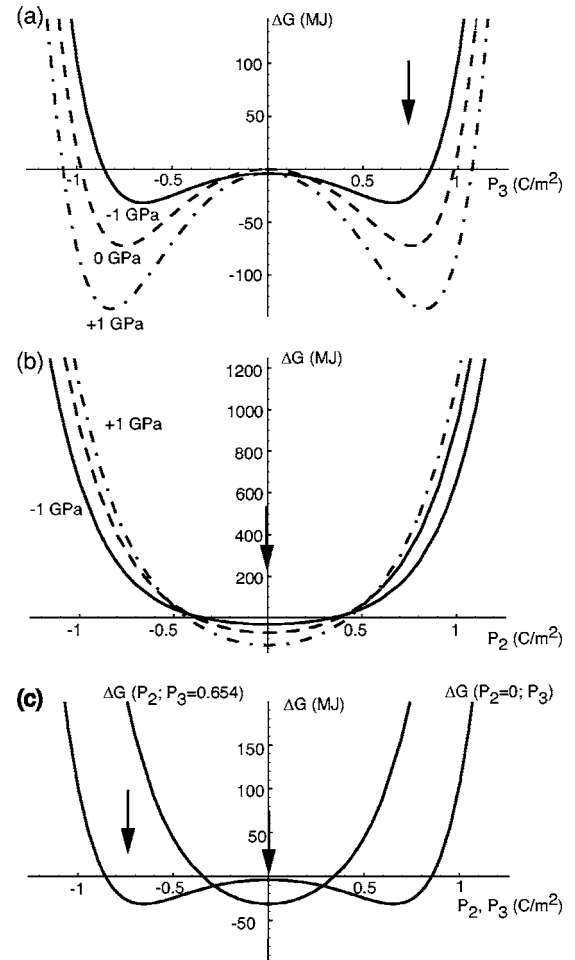 (a)
ΔG (MJ)
100
50
-1
-0.5
0.5
1
P₃ (C/m²)
-1 GPa
-50
0 GPa
-100
+1 GPa
(b)
ΔG (MJ)
1200
+1 GPa
1000
800
-1 GPa
600
400
200
-1
-0.5
0.5
1
P₂ (C/m²)
(c)
ΔG (P₂; P₃=0.654)
ΔG (MJ)
ΔG (P₂=0; P₃)
150
100
50
-1
-0.5
0.5
1
P₂, P₃ (C/m²)
-50